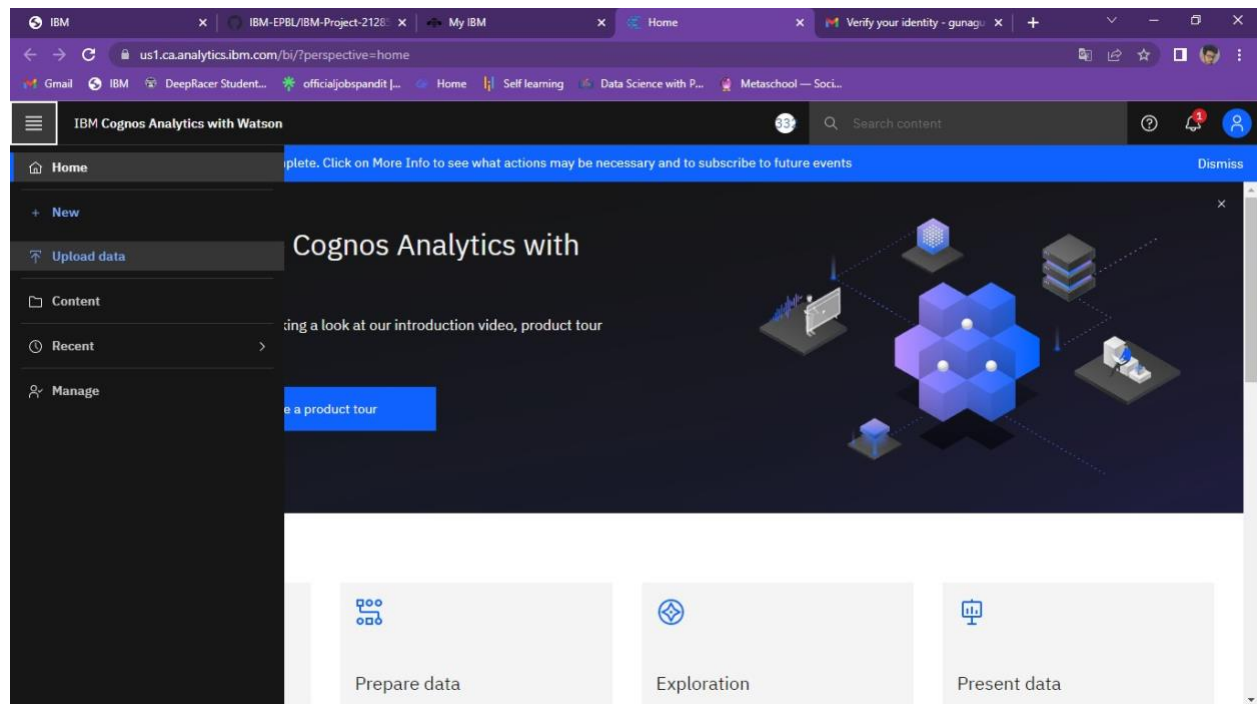 IBM
IBM-EPBL/IBM-Project-2128
My IBM
Home
Verify your identity - gunagu
us1.ca.analytics.ibm.com/bi/?perspective=home
Gmail
IBM
DeepRacer Student...
officialjobspandit |...
Home
Self learning
Data Science with P...
Metaschool — Soci...
IBM Cognos Analytics with Watson
Search content
1
Home
plete. Click on More Info to see what actions may be necessary and to subscribe to future events
Dismiss
+ New
Upload data
Content
Recent
Manage
Cognos Analytics with
king a look at our introduction video, product tour
e a product tour
Prepare data
Exploration
Present data